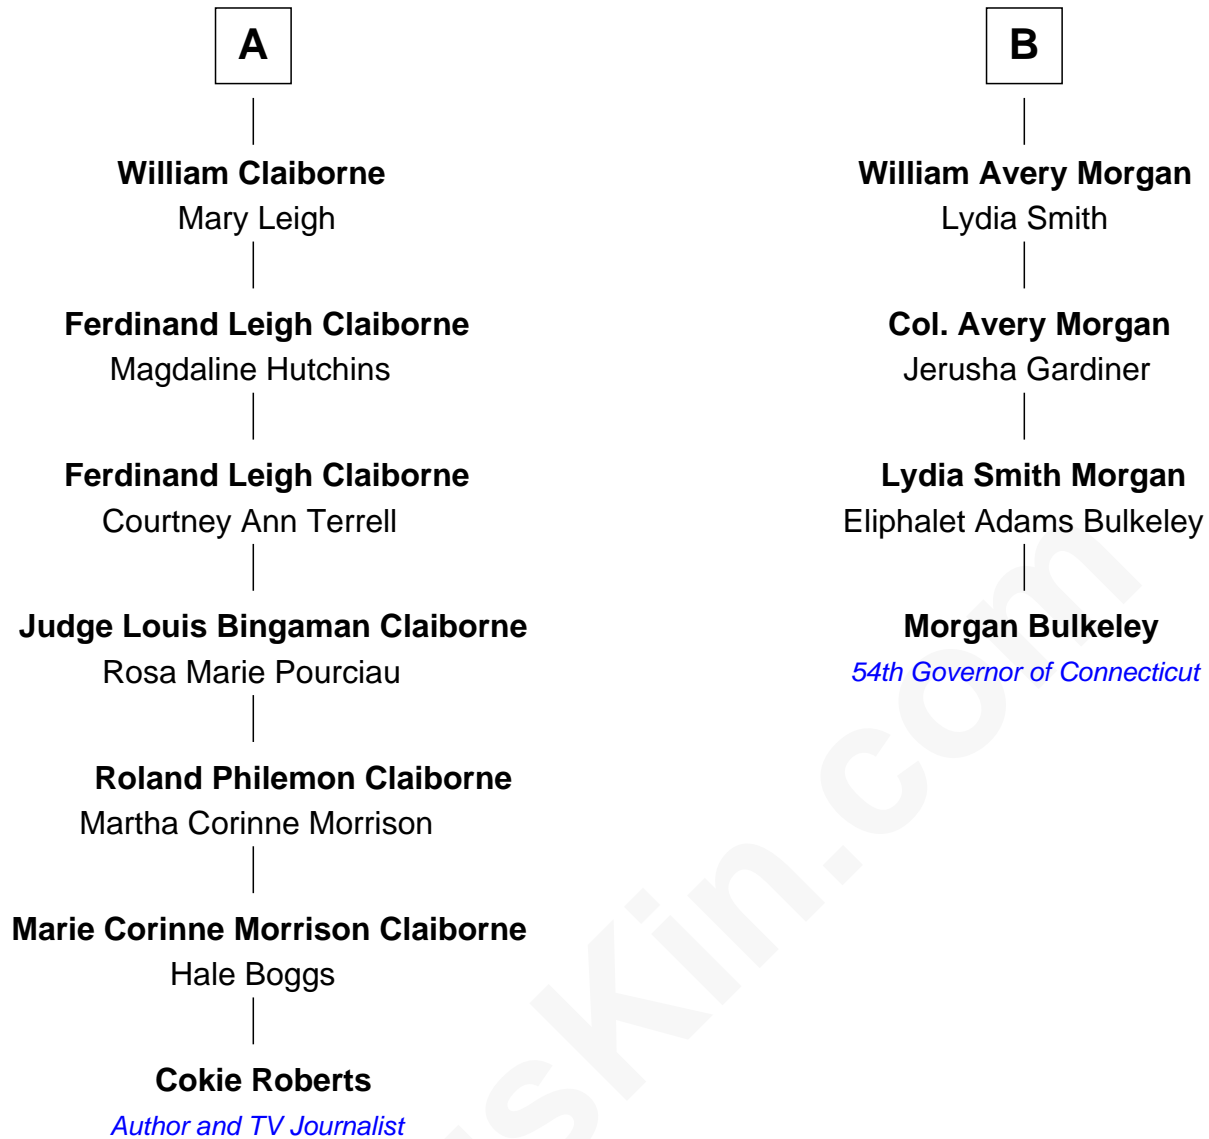 A
William Claiborne
Mary Leigh
Ferdinand Leigh Claiborne
Magdaline Hutchins
Ferdinand Leigh Claiborne
Courtney Ann Terrell
Judge Louis Bingaman Claiborne
Rosa Marie Pourciau
Roland Philemon Claiborne
Martha Corinne Morrison
Marie Corinne Morrison Claiborne
Hale Boggs
Cokie Roberts
Author and TV Journalist
B
William Avery Morgan
Lydia Smith
Col. Avery Morgan
Jerusha Gardiner
Lydia Smith Morgan
Eliphalet Adams Bulkeley
Morgan Bulkeley
54th Governor of Connecticut
sKin.com